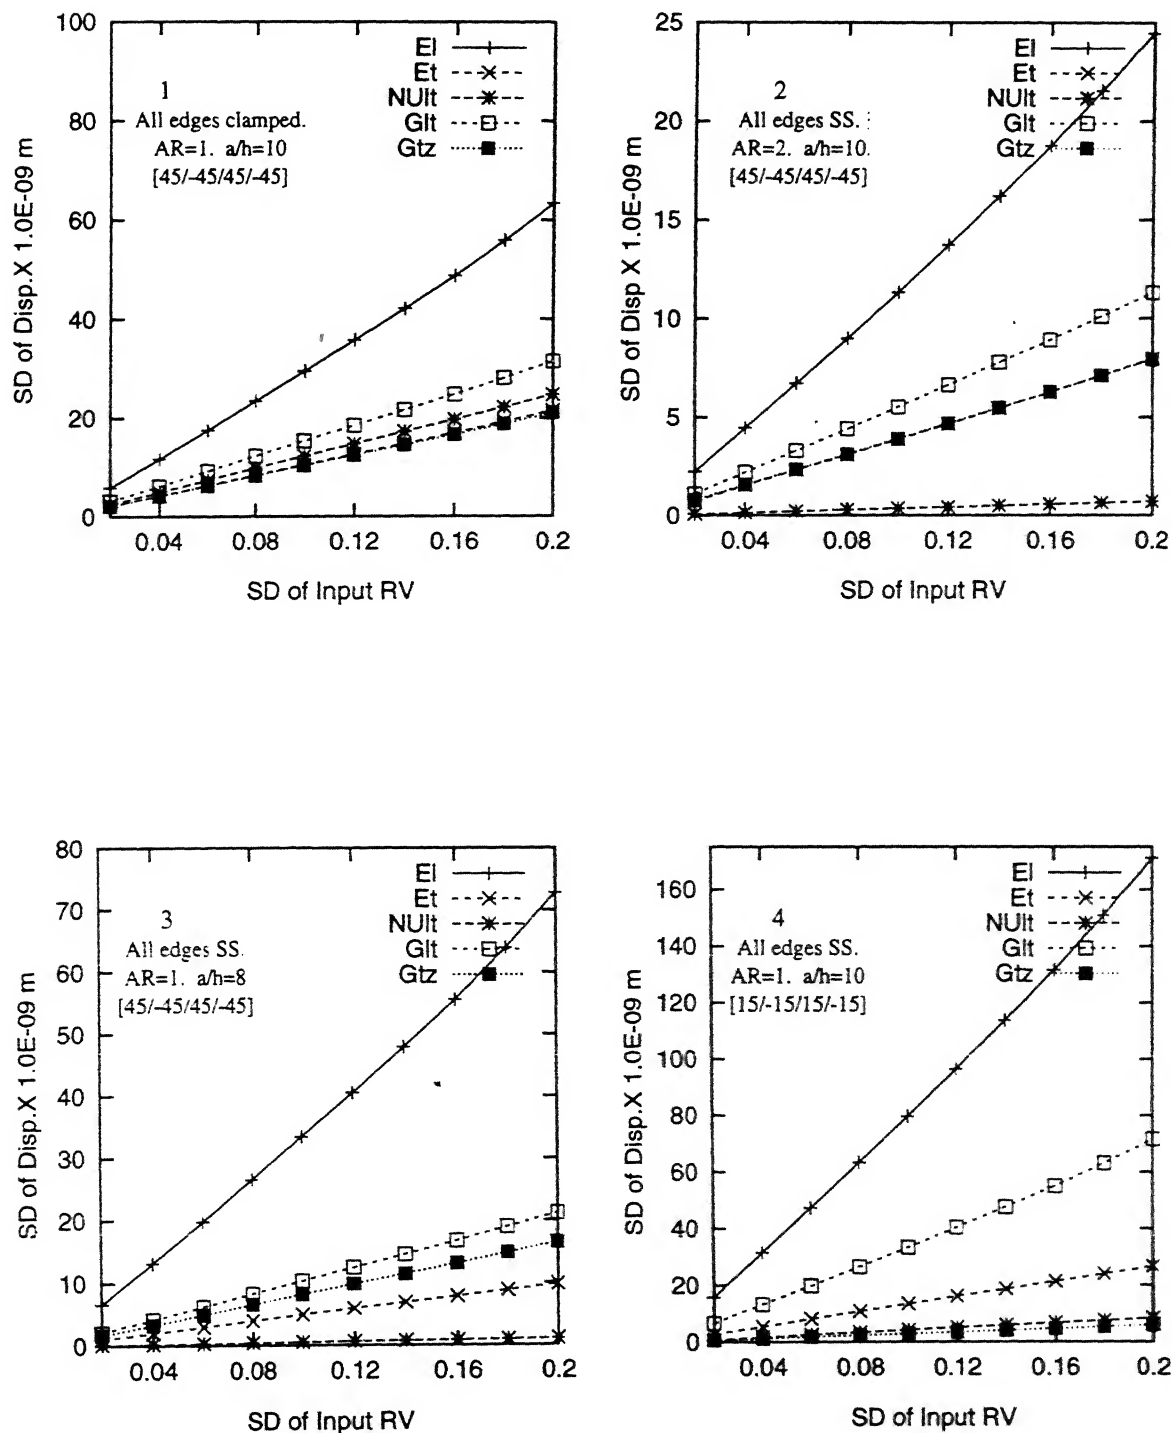 100
80
60
40
20
0
0.04 0.08 0.12 0.16 0.2
SD of Disp.X 1.0E-09 m
SD of Input RV
1
All edges clamped.
AR=1. a/h=10
[45/-45/45/-45]
El
Et
NUlt
Glt
Gtz
25
20
15
10
5
0
0.04 0.08 0.12 0.16 0.2
SD of Disp X 1.0E-09 m
SD of Input RV
2
All edges SS.
AR=2. a/h=10.
[45/-45/45/-45]
El
Et
NUlt
Glt
Gtz
80
70
60
50
40
30
20
10
0
0.04 0.08 0.12 0.16 0.2
SD of Disp.X 1.0E-09 m
SD of Input RV
3
All edges SS.
AR=1. a/h=8
[45/-45/45/-45]
El
Et
NUlt
Glt
Gtz
160
140
120
100
80
60
40
20
0
0.04 0.08 0.12 0.16 0.2
SD of Disp.X 1.0E-09 m
SD of Input RV
4
All edges SS.
AR=1. a/h=10
[15/-15/15/-15]
El
Et
NUlt
Glt
Gtz